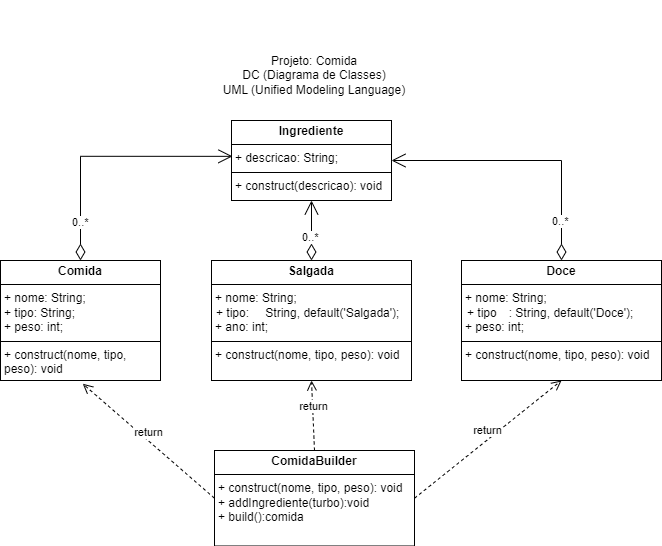 Projeto: Comida
DC (Diagrama de Classes)
UML (Unified Modeling Language)
Ingrediente
+ descricao: String;
+ construct(descricao): void
0..*
0..*
0..*
Comida
+ nome: String;
+ tipo: String;
+ peso: int;
+ construct(nome, tipo,
peso): void
Salgada
+ nome: String;
+ tipo: String, default('Salgada');
+ ano: int;
+ construct(nome, tipo, peso): void
Doce
+ nome: String;
+ tipo : String, default('Doce');
+ peso: int;
+ construct(nome, tipo, peso): void
return
return
return
ComidaBuilder
+ construct(nome, tipo, peso): void
+ addIngrediente(turbo):void
+ build():comida